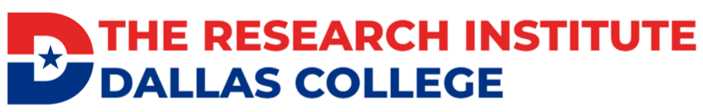 THE RESEARCH INSTITUTE
DALLAS COLLEGE